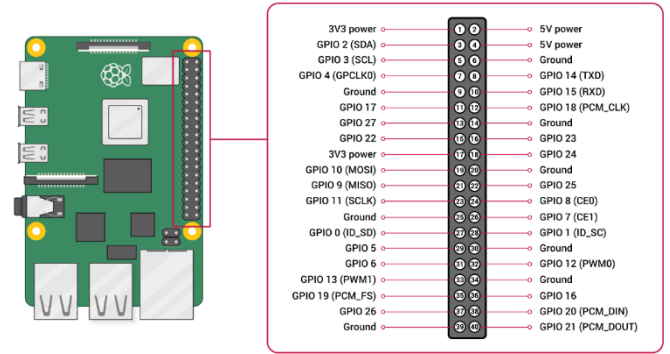 3V3 power 1 2 5V power
GPIO 2 (SDA) 3 4 5V power
GPIO 3 (SCL) 5 6 Ground
GPIO 4 (GPCLK0) 7 8 GPIO 14 (TXD)
Ground 9 10 GPIO 15 (RXD)
GPIO 17 11 12 GPIO 18 (PCM_CLK)
GPIO 27 13 14 Ground
GPIO 22 15 16 GPIO 23
3V3 power 17 18 GPIO 24
GPIO 10 (MOSI) 19 20 Ground
GPIO 9 (MISO) 21 22 GPIO 25
GPIO 11 (SCLK) 23 24 GPIO 8 (CE0)
Ground 25 26 GPIO 7 (CE1)
GPIO 0 (ID_SD) 27 28 GPIO 1 (ID_SC)
GPIO 5 29 30 Ground
GPIO 6 31 32 GPIO 12 (PWM0)
GPIO 13 (PWM1) 33 34 Ground
GPIO 19 (PCM_FS) 35 36 GPIO 16
GPIO 26 37 38 GPIO 20 (PCM_DIN)
Ground 39 40 GPIO 21 (PCM_DOUT)